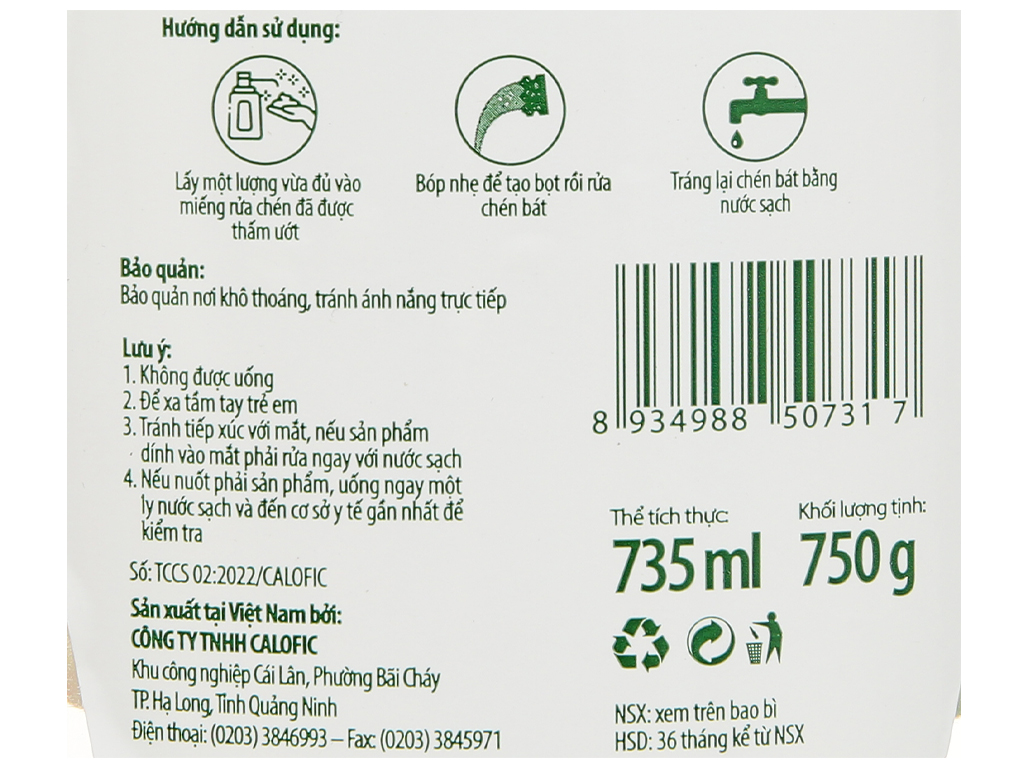 Hướng dẫn sử dụng:
Lấy một lượng vừa đủ vào
miếng rửa chén đã được
thấm ướt
Bóp nhẹ để tạo bọt rồi rửa
chén bát
Tráng lại chén bát bằng
nước sạch
Bảo quản:
Bảo quản nơi khô thoáng, tránh ánh nắng trực tiếp
Lưu ý:
1. Không được uống
2. Để xa tầm tay trẻ em
3. Tránh tiếp xúc với mắt, nếu sản phẩm
dính vào mắt phải rửa ngay với nước sạch
4. Nếu nuốt phải sản phẩm, uống ngay một
ly nước sạch và đến cơ sở y tế gần nhất để
kiểm tra
Số: TCCS 02:2022/CALOFIC
Sản xuất tại Việt Nam bởi:
CÔNG TY TNHH CALOFIC
Khu công nghiệp Cái Lân, Phường Bãi Cháy
TP. Hạ Long, Tỉnh Quảng Ninh
Điện thoại: (0203) 3846993 – Fax: (0203) 3845971
8 934988 507317
Thể tích thực:
735 ml
Khối lượng tịnh:
750 g
NSX: xem trên bao bì
HSD: 36 tháng kể từ NSX